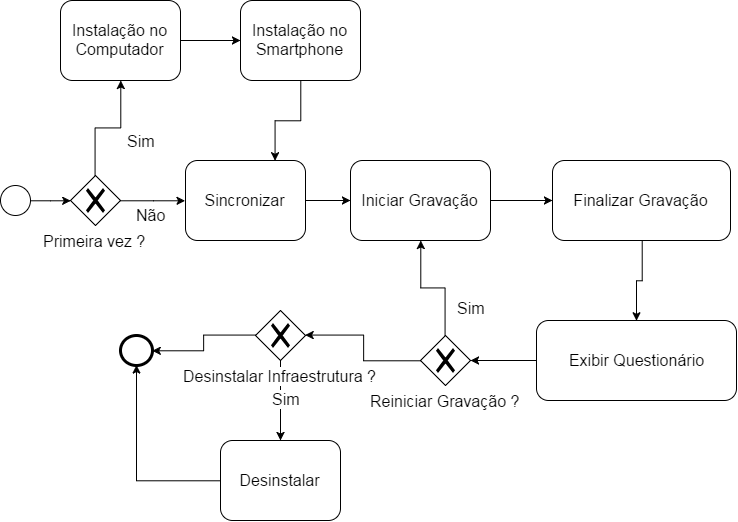 Instalação no
Computador
Instalação no
Smartphone
Sim
Sincronizar
Iniciar Gravação
Finalizar Gravação
Não
Primeira vez ?
Sim
Exibir Questionário
Desinstalar Infraestrutura ?
Reiniciar Gravação ?
Sim
Desinstalar